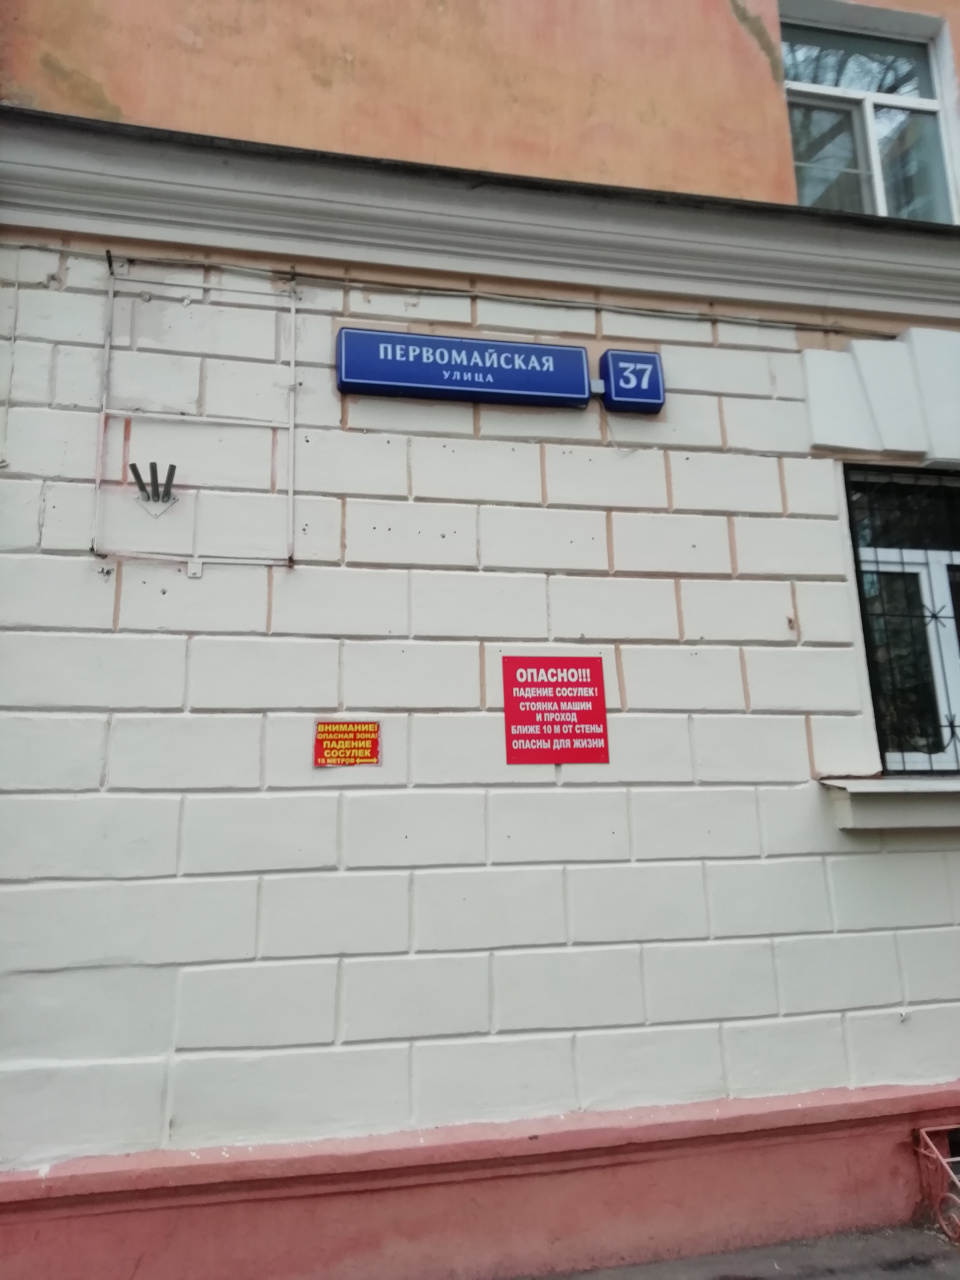 ПЕРВОМАЙСКАЯ
УЛИЦА
37
ОПАСНО!!!
ПАДЕНИЕ СОСУЛЕК!
СТОЯНКА МАШИН
И ПРОХОД
БЛИЖЕ 10 М ОТ СТЕНЫ
ОПАСНЫ ДЛЯ ЖИЗНИ
ВНИМАНИЕ!
ОПАСНАЯ ЗОНА!
ПАДЕНИЕ
СОСУЛЕК
15 МЕТРОВ